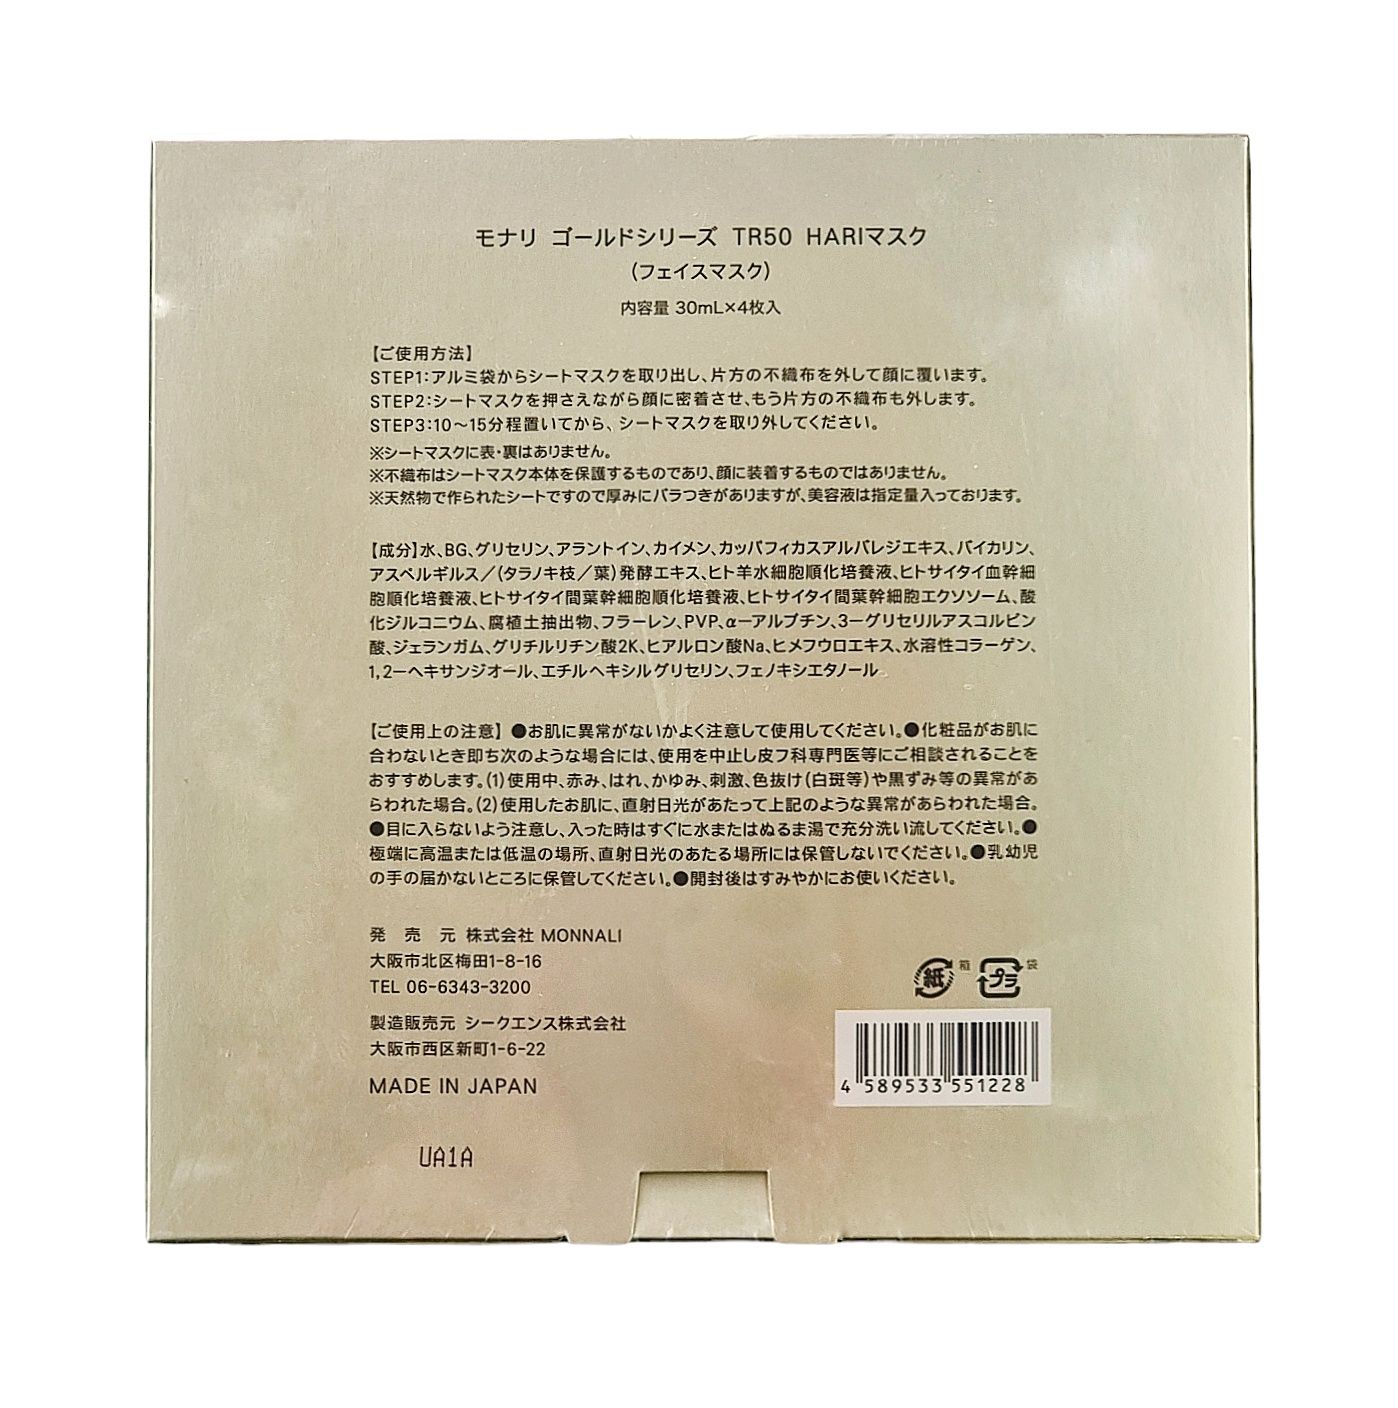 モナリ ゴールドシリーズ TR50 HARIマスク
(フェイスマスク)
内容量 30mL×4枚入
【ご使用方法】
STEP1:アルミ袋からシートマスクを取り出し、片方の不織布を外して顔に覆います。
STEP2:シートマスクを押さえながら顔に密着させ、もう片方の不織布も外します。
STEP3:10～15分程置いてから、シートマスクを取り外してください。
※シートマスクに表・裏はありません。
※不織布はシートマスク本体を保護するものであり、顔に装着するものではありません。
※天然物で作られたシートですので厚みにバラつきがありますが、美容液は指定量入っております。
【成分】水、BG、グリセリン、アラントイン、カイメン、カッパフィカスアルバレジエキス、バイカリン、
アスペルギルス／(タラノキ枝／葉)発酵エキス、ヒト羊水細胞順化培養液、ヒトサイタイ血幹細
胞順化培養液、ヒトサイタイ間葉幹細胞順化培養液、ヒトサイタイ間葉幹細胞エクソソーム、酸
化ジルコニウム、腐植土抽出物、フラーレン、PVP、α－アルブチン、3－グリセリルアスコルビン
酸、ジェランガム、グリチルリチン酸2K、ヒアルロン酸Na、ヒメフウロエキス、水溶性コラーゲン、
1,2－ヘキサンジオール、エチルヘキシルグリセリン、フェノキシエタノール
【ご使用上の注意】●お肌に異常がないかよく注意して使用してください。●化粧品がお肌に
合わないとき即ち次のような場合には、使用を中止し皮フ科専門医等にご相談されることを
おすすめします。(1)使用中、赤み、はれ、かゆみ、刺激、色抜け(白斑等)や黒ずみ等の異常があ
らわれた場合。(2)使用したお肌に、直射日光があたって上記のような異常があらわれた場合。
●目に入らないよう注意し、入った時はすぐに水またはぬるま湯で充分洗い流してください。●
極端に高温または低温の場所、直射日光のあたる場所には保管しないでください。●乳幼児
の手の届かないところに保管してください。●開封後はすみやかにお使いください。
発 売 元 株式会社 MONNALI
大阪市北区梅田1-8-16
TEL 06-6343-3200
製造販売元 シークエンス株式会社
大阪市西区新町1-6-22
MADE IN JAPAN
紙 箱 プラ 袋
4 589533 551228
UA1A